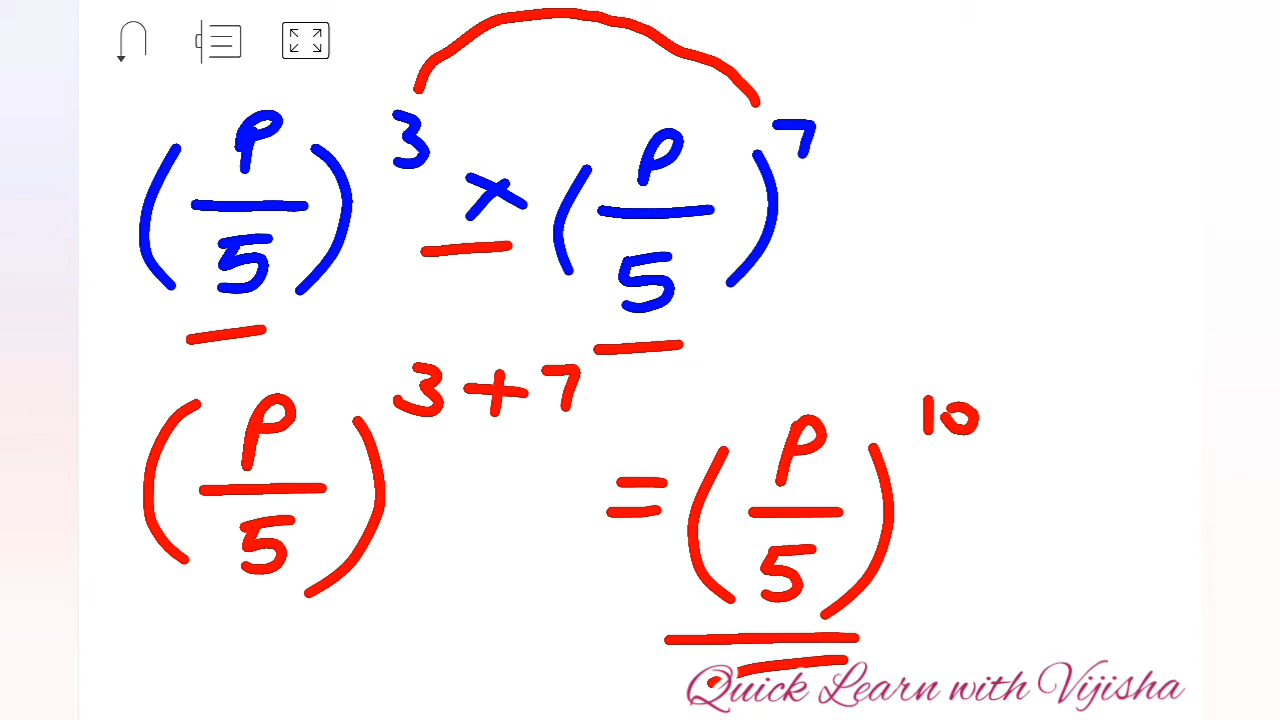 (p/5)^3 × (p/5)^7
(p/5)^3+7 = (p/5)^10
Quick Learn with Vijisha